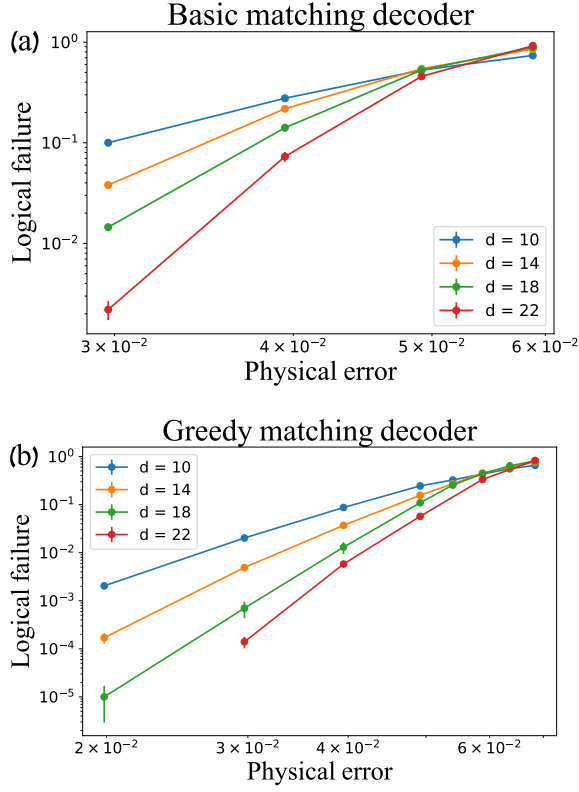 Basic matching decoder
(a)
10⁰
10⁻¹
10⁻²
Logical failure
d = 10
d = 14
d = 18
d = 22
3 × 10⁻² 4 × 10⁻² 5 × 10⁻² 6 × 10⁻²
Physical error
Greedy matching decoder
(b)
10⁰
10⁻¹
10⁻²
10⁻³
10⁻⁴
10⁻⁵
Logical failure
d = 10
d = 14
d = 18
d = 22
2 × 10⁻² 3 × 10⁻² 4 × 10⁻² 6 × 10⁻²
Physical error